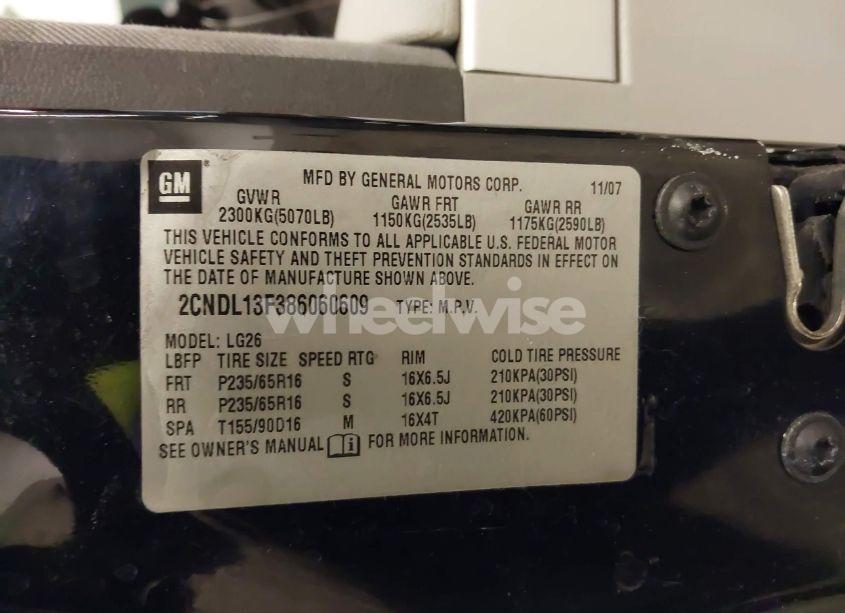 GM
MFD BY GENERAL MOTORS CORP. 11/07
GVWR GAWR FRT GAWR RR
2300KG(5070LB) 1150KG(2535LB) 1175KG(2590LB)
THIS VEHICLE CONFORMS TO ALL APPLICABLE U.S. FEDERAL MOTOR
VEHICLE SAFETY AND THEFT PREVENTION STANDARDS IN EFFECT ON
THE DATE OF MANUFACTURE SHOWN ABOVE.
2CNDL13F386060609 TYPE: M.P.V.
wheelwise
MODEL: LG26
LBFP TIRE SIZE SPEED RTG RIM COLD TIRE PRESSURE
FRT P235/65R16 S 16X6.5J 210KPA(30PSI)
RR P235/65R16 S 16X6.5J 210KPA(30PSI)
SPA T155/90D16 M 16X4T 420KPA(60PSI)
SEE OWNER'S MANUAL i FOR MORE INFORMATION.